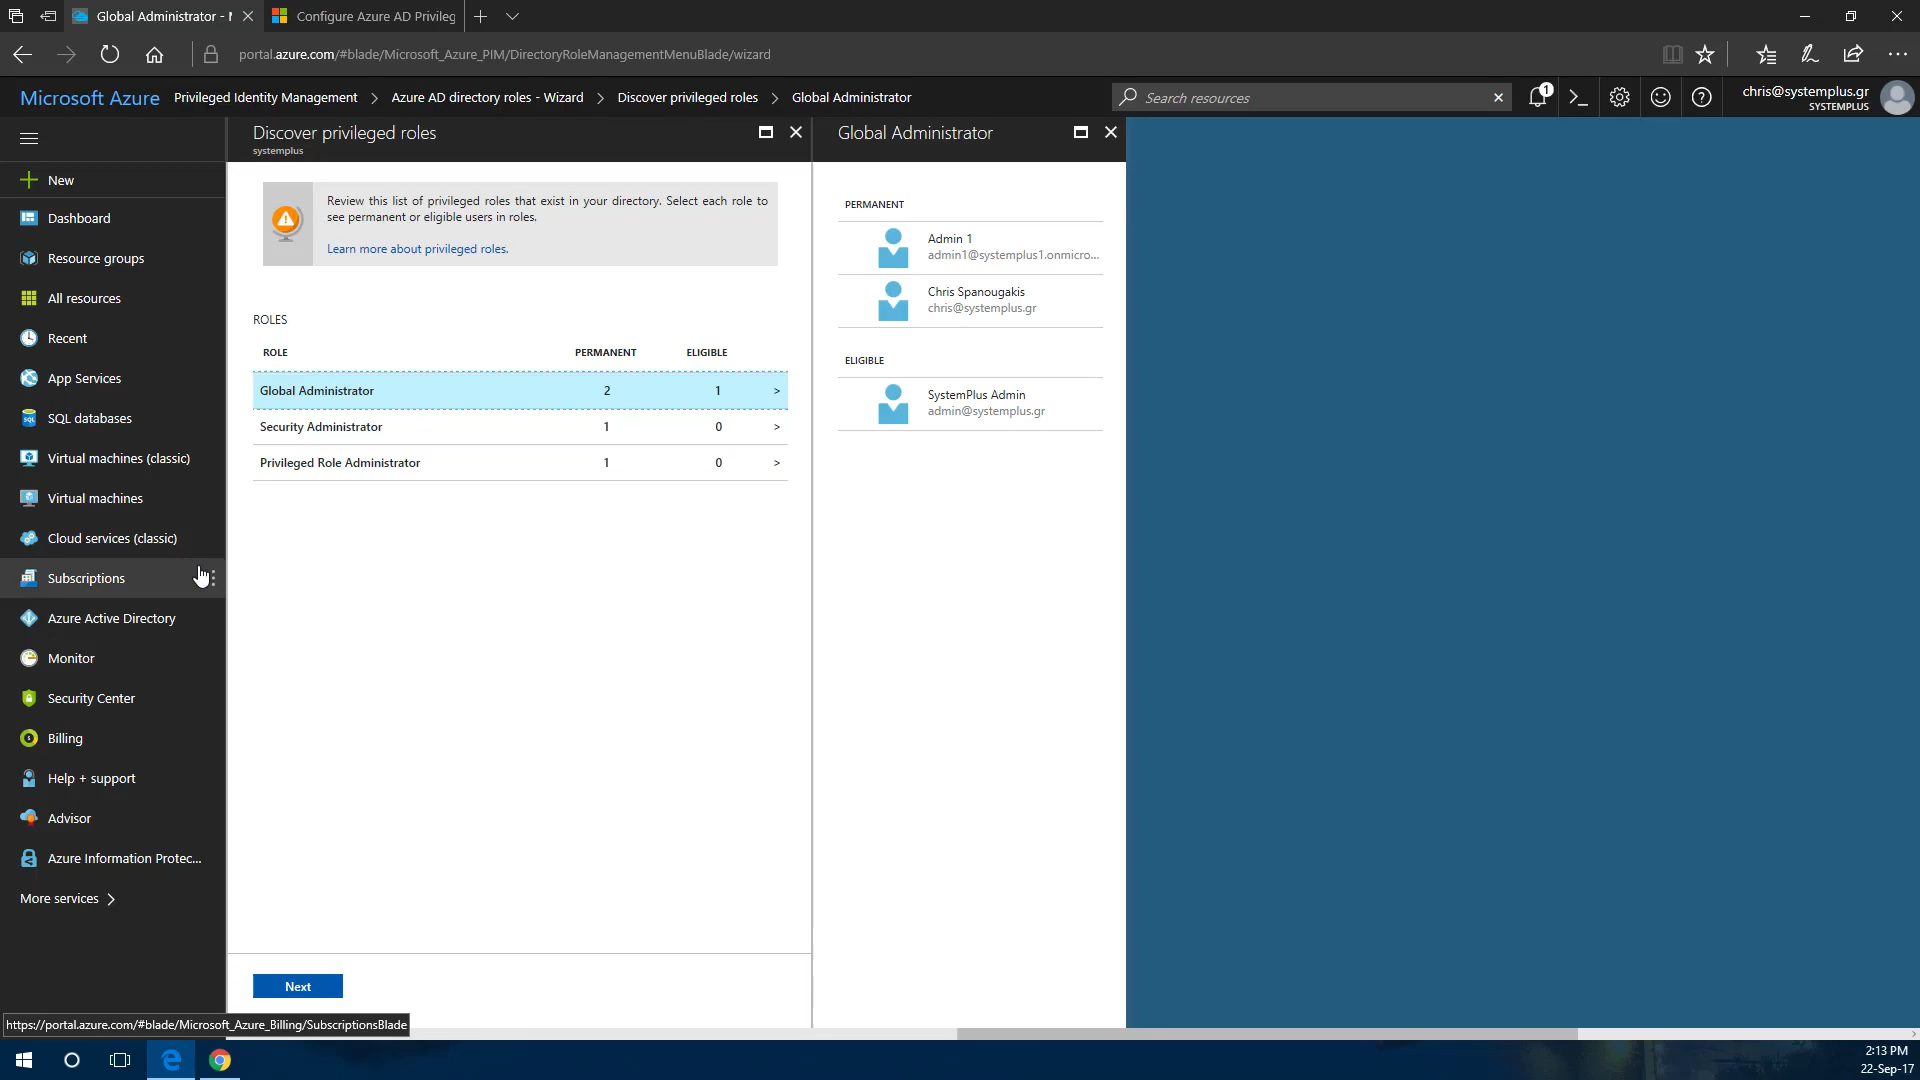 Global Administrator - M
Configure Azure AD Privileg
portal.azure.com/#blade/Microsoft_Azure_PIM/DirectoryRoleManagementMenuBlade/wizard
Microsoft Azure
Privileged Identity Management
Azure AD directory roles - Wizard
Discover privileged roles
Global Administrator
Search resources
1
chris@systemplus.gr
SYSTEMPLUS
New
Dashboard
Resource groups
All resources
Recent
App Services
SQL databases
Virtual machines (classic)
Virtual machines
Cloud services (classic)
Subscriptions
Azure Active Directory
Monitor
Security Center
Billing
Help + support
Advisor
Azure Information Protec...
More services
Discover privileged roles
systemplus
Review this list of privileged roles that exist in your directory. Select each role to
see permanent or eligible users in roles.
Learn more about privileged roles.
ROLES
ROLE PERMANENT ELIGIBLE
Global Administrator 2 1 >
Security Administrator 1 0 >
Privileged Role Administrator 1 0 >
Next
Global Administrator
PERMANENT
Admin 1
admin1@systemplus1.onmicro...
Chris Spanougakis
chris@systemplus.gr
ELIGIBLE
SystemPlus Admin
admin@systemplus.gr
https://portal.azure.com/#blade/Microsoft_Azure_Billing/SubscriptionsBlade
2:13 PM
22-Sep-17